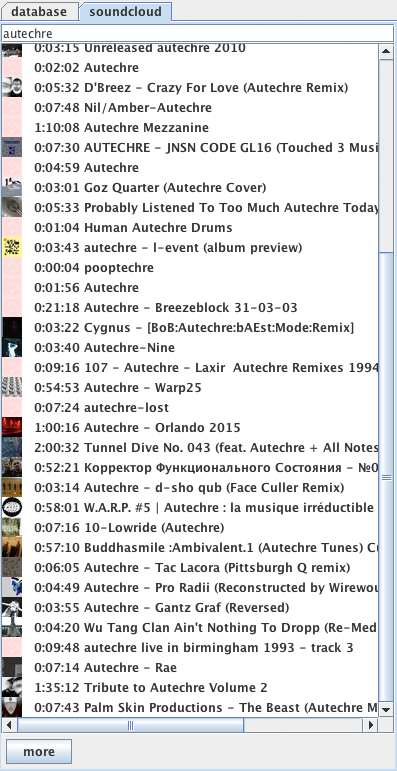 database soundcloud
autechre
0:03:15 Unreleased autechre 2010
0:02:02 Autechre
0:05:32 D'Breez - Crazy For Love (Autechre Remix)
0:07:48 Nil/Amber-Autechre
1:10:08 Autechre Mezzanine
0:07:30 AUTECHRE - JNSN CODE GL16 (Touched 3 Musi
0:04:59 Autechre
0:03:01 Goz Quarter (Autechre Cover)
0:05:33 Probably Listened To Too Much Autechre Today
0:01:04 Human Autechre Drums
0:03:43 autechre - l-event (album preview)
0:00:04 pooptechre
0:01:56 Autechre
0:21:18 Autechre - Breezeblock 31-03-03
0:03:22 Cygnus - [BoB:Autechre:bAEst:Mode:Remix]
0:03:40 Autechre-Nine
0:09:16 107 - Autechre - Laxir  Autechre Remixes 1994
0:54:53 Autechre - Warp25
0:07:24 autechre-lost
1:00:16 Autechre - Orlando 2015
2:00:32 Tunnel Dive No. 043 (feat. Autechre + All Notes
0:52:21 Корректор Функционального Состояния - №0
0:03:14 Autechre - d-sho qub (Face Culler Remix)
0:58:01 W.A.R.P. #5 | Autechre : la musique irréductible
0:07:16 10-Lowride (Autechre)
0:57:10 Buddhasmile :Ambivalent.1 (Autechre Tunes) Cu
0:06:05 Autechre - Tac Lacora (Pittsburgh Q remix)
0:04:49 Autechre - Pro Radii (Reconstructed by Wirewou
0:03:55 Autechre - Gantz Graf (Reversed)
0:04:20 Wu Tang Clan Ain't Nothing To Dropp (Re-Med
0:09:48 autechre live in birmingham 1993 - track 3
0:07:14 Autechre - Rae
1:35:12 Tribute to Autechre Volume 2
0:07:43 Palm Skin Productions - The Beast (Autechre M
more